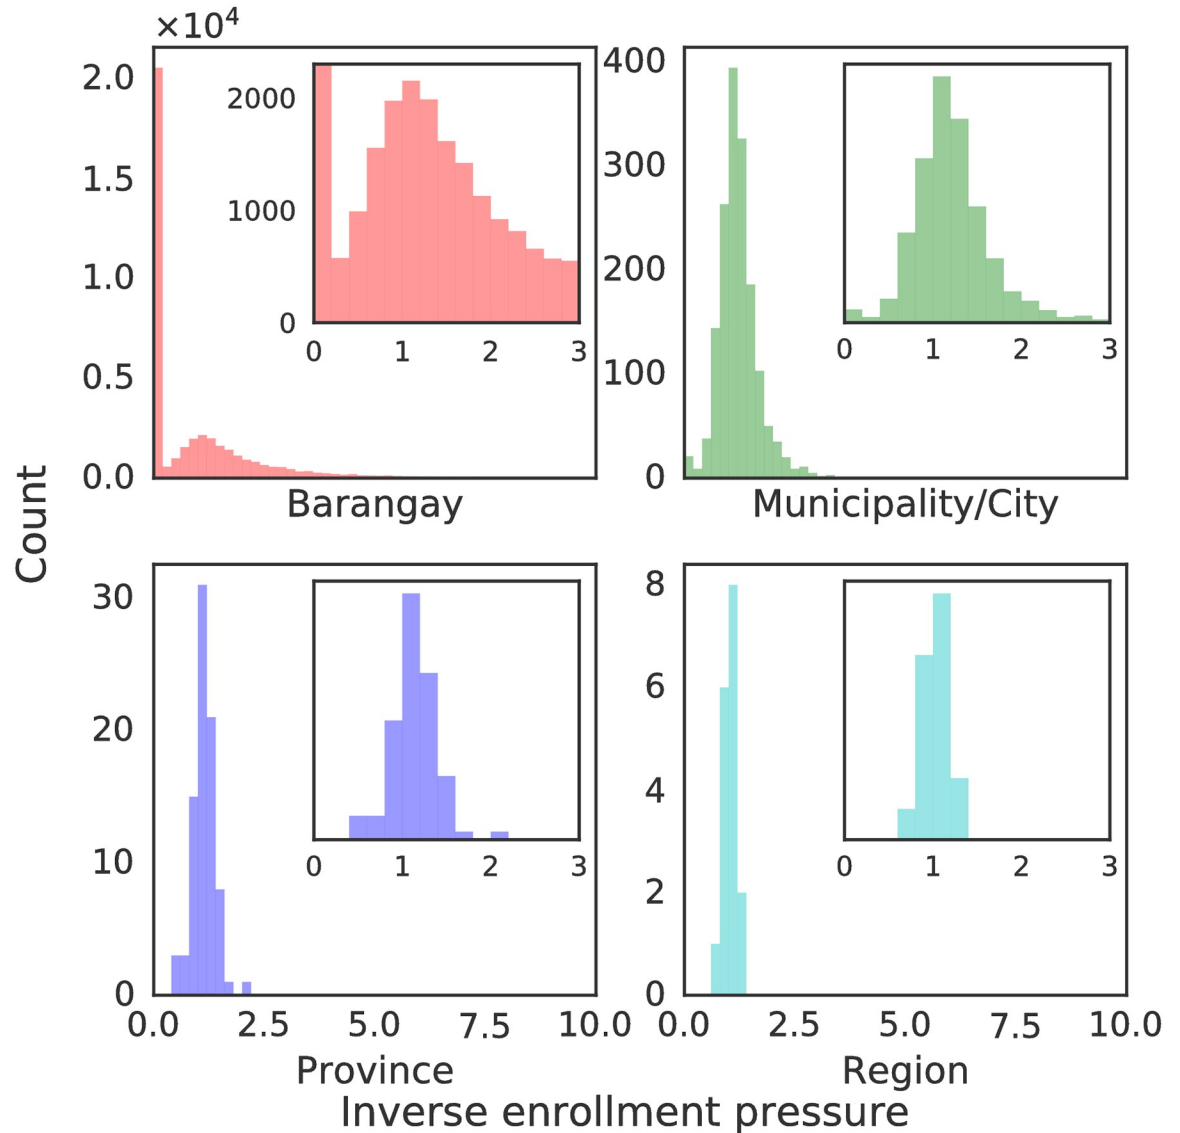 ×10⁴
2.0
1.5
1.0
0.5
0.0
2000
1000
0
0 1 2 3
Barangay
400
300
200
100
0
0 1 2 3
Municipality/City
Count
30
20
10
0
0 1 2 3
0.0 2.5 5.0 7.5 10.0
Province
8
6
4
2
0
0 1 2 3
0.0 2.5 5.0 7.5 10.0
Region
Inverse enrollment pressure